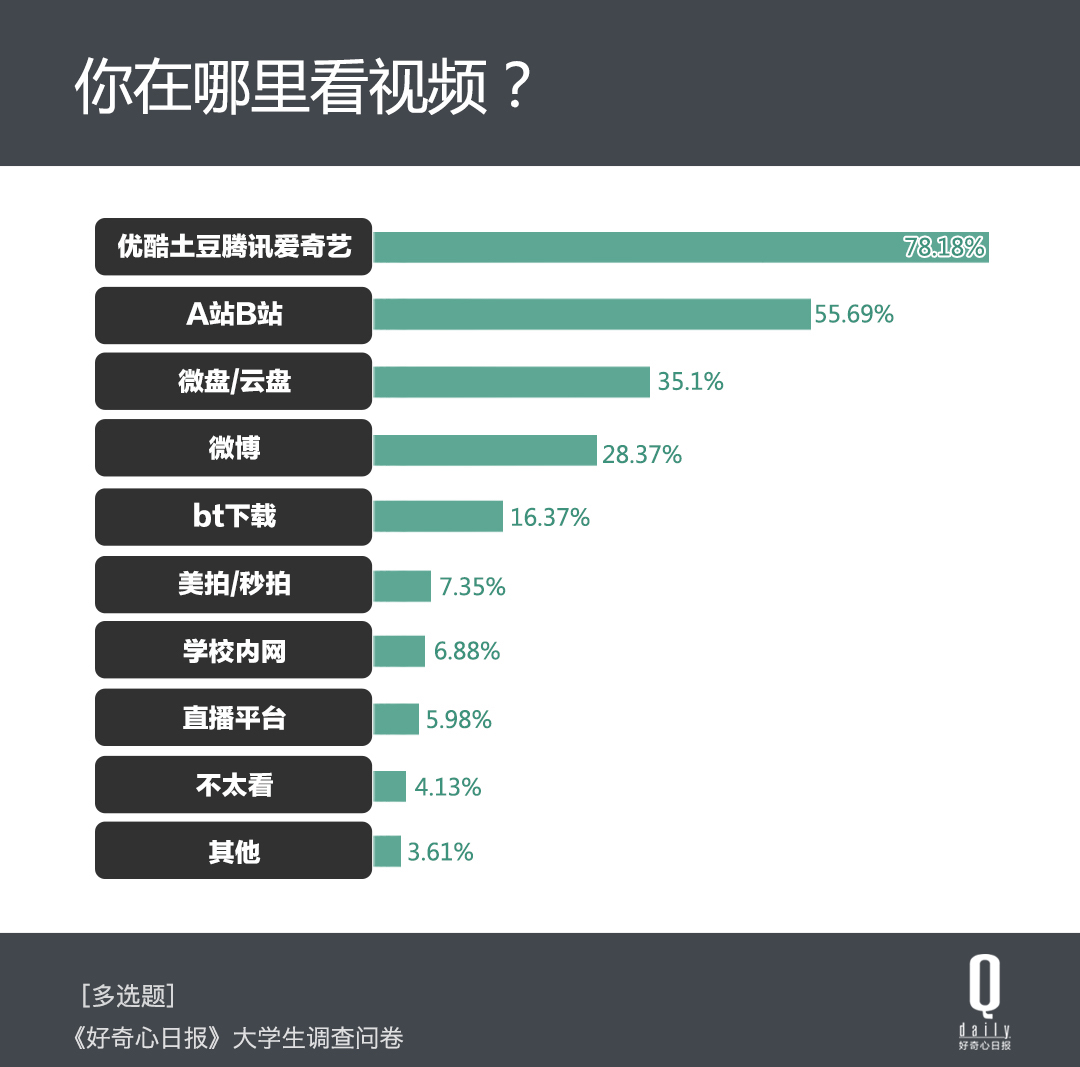 你在哪里看视频？
优酷土豆腾讯爱奇艺 78.18%
A站B站 55.69%
微盘/云盘 35.1%
微博 28.37%
bt下载 16.37%
美拍/秒拍 7.35%
学校内网 6.88%
直播平台 5.98%
不太看 4.13%
其他 3.61%
［多选题］
《好奇心日报》大学生调查问卷
Q
daily
好奇心日报